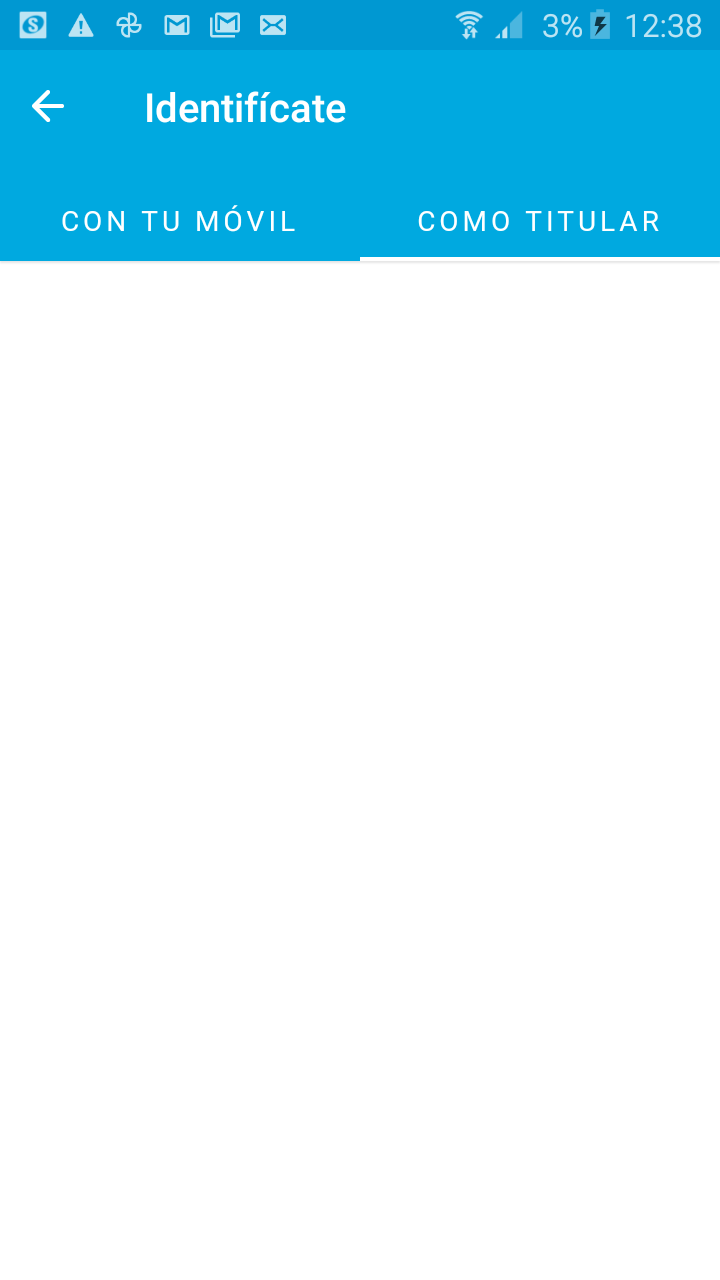 3% 12:38
Identifícate
CON TU MÓVIL COMO TITULAR